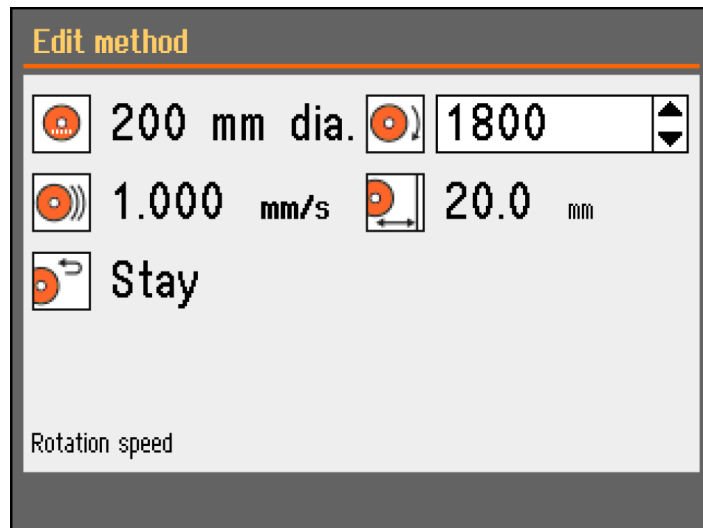 Edit method
200 mm dia. 1800
1.000 mm/s 20.0 mm
Stay
Rotation speed